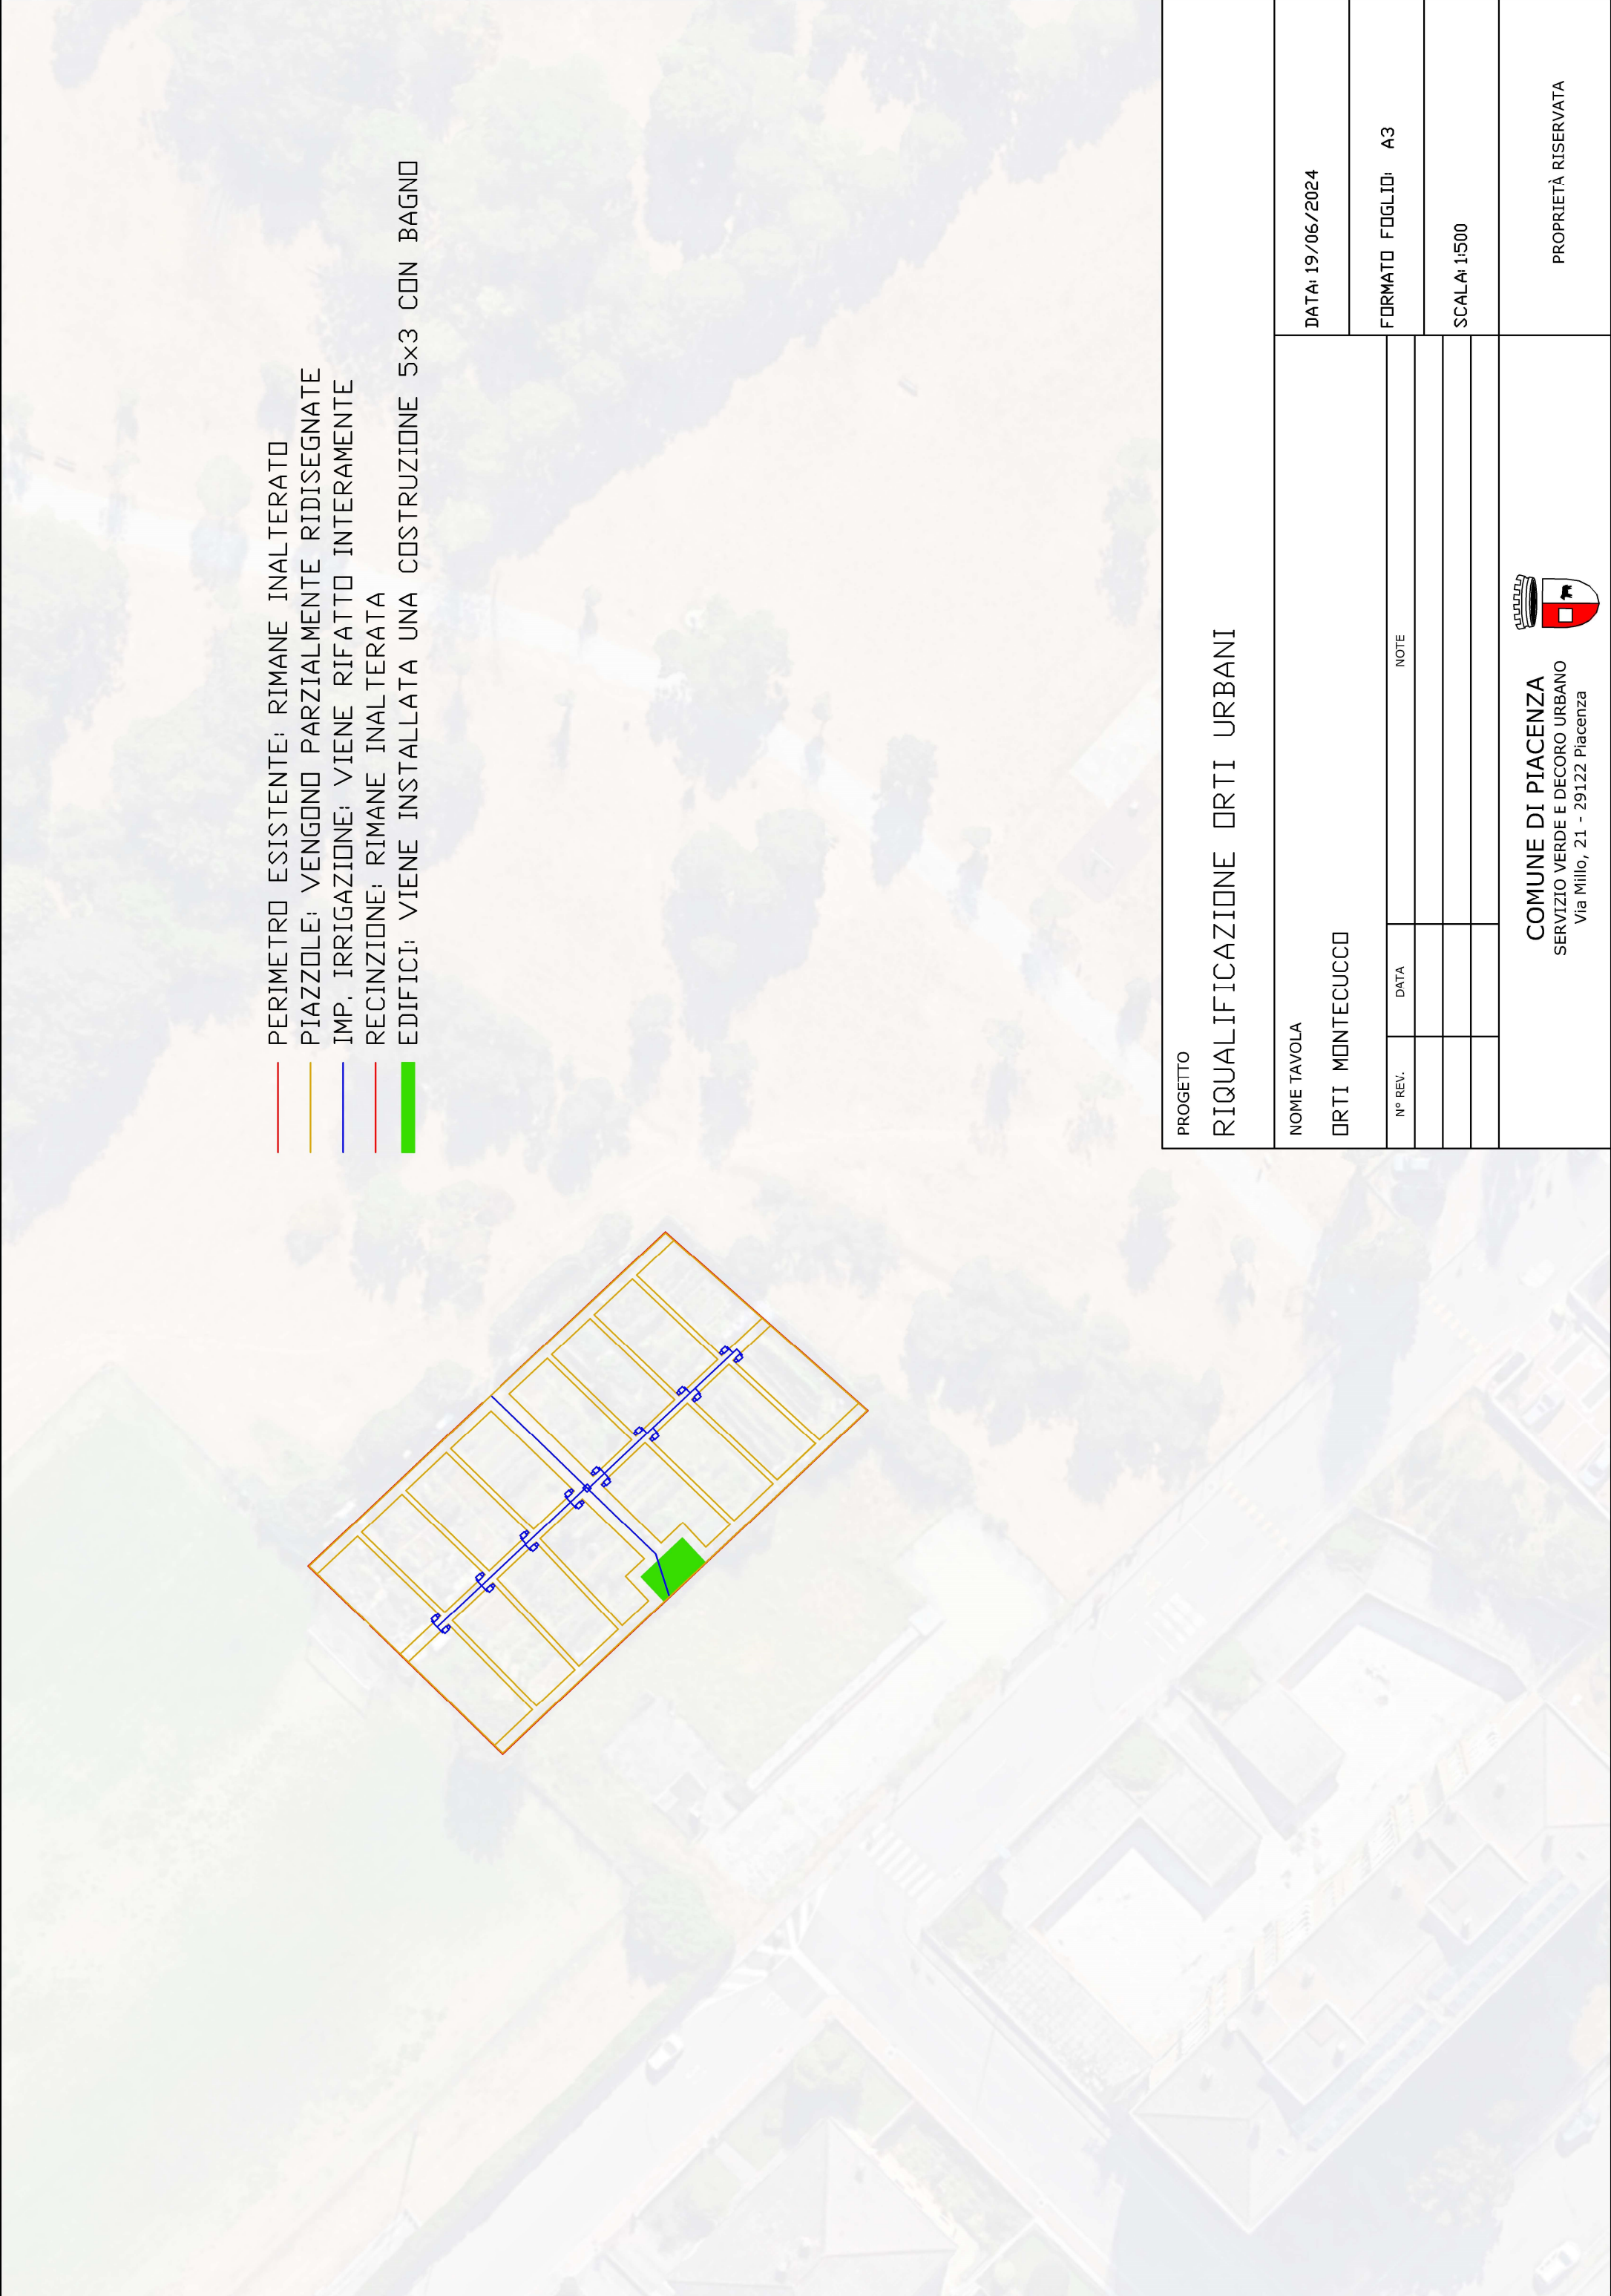 PERIMETRO ESISTENTE: RIMANE INALTERATO
PIAZZOLE: VENGONO PARZIALMENTE RIDISEGNATE
IMP. IRRIGAZIONE: VIENE RIFATTO INTERAMENTE
RECINZIONE: RIMANE INALTERATA
EDIFICI: VIENE INSTALLATA UNA COSTRUZIONE 5x3 CON BAGNO
PROGETTO
RIQUALIFICAZIONE ORTI URBANI
NOME TAVOLA
ORTI MONTECUCCO
DATA: 19/06/2024
FORMATO FOGLIO: A3
SCALA: 1:500
N° REV. DATA NOTE
COMUNE DI PIACENZA
SERVIZIO VERDE E DECORO URBANO
Via Millo, 21 - 29122 Piacenza
PROPRIETÀ RISERVATA